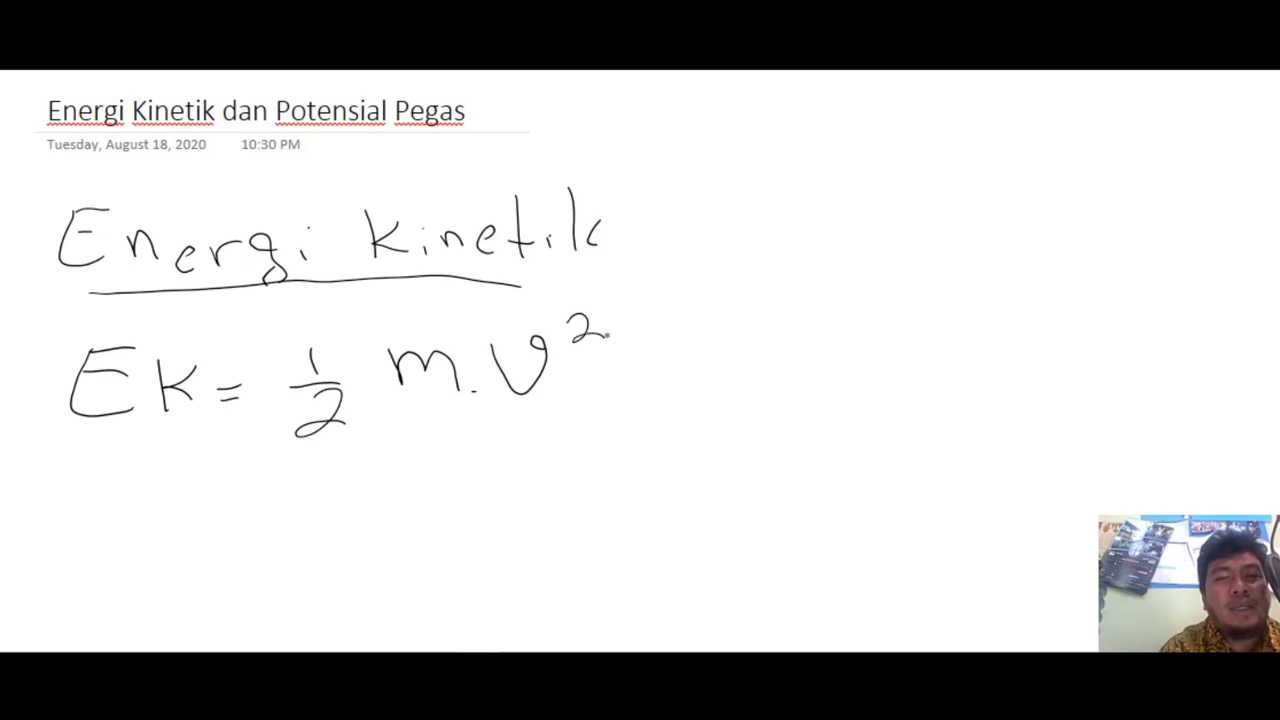 Energi Kinetik dan Potensial Pegas
Tuesday, August 18, 2020 10:30 PM
Energi kinetik
Ek = 1/2 m.v²